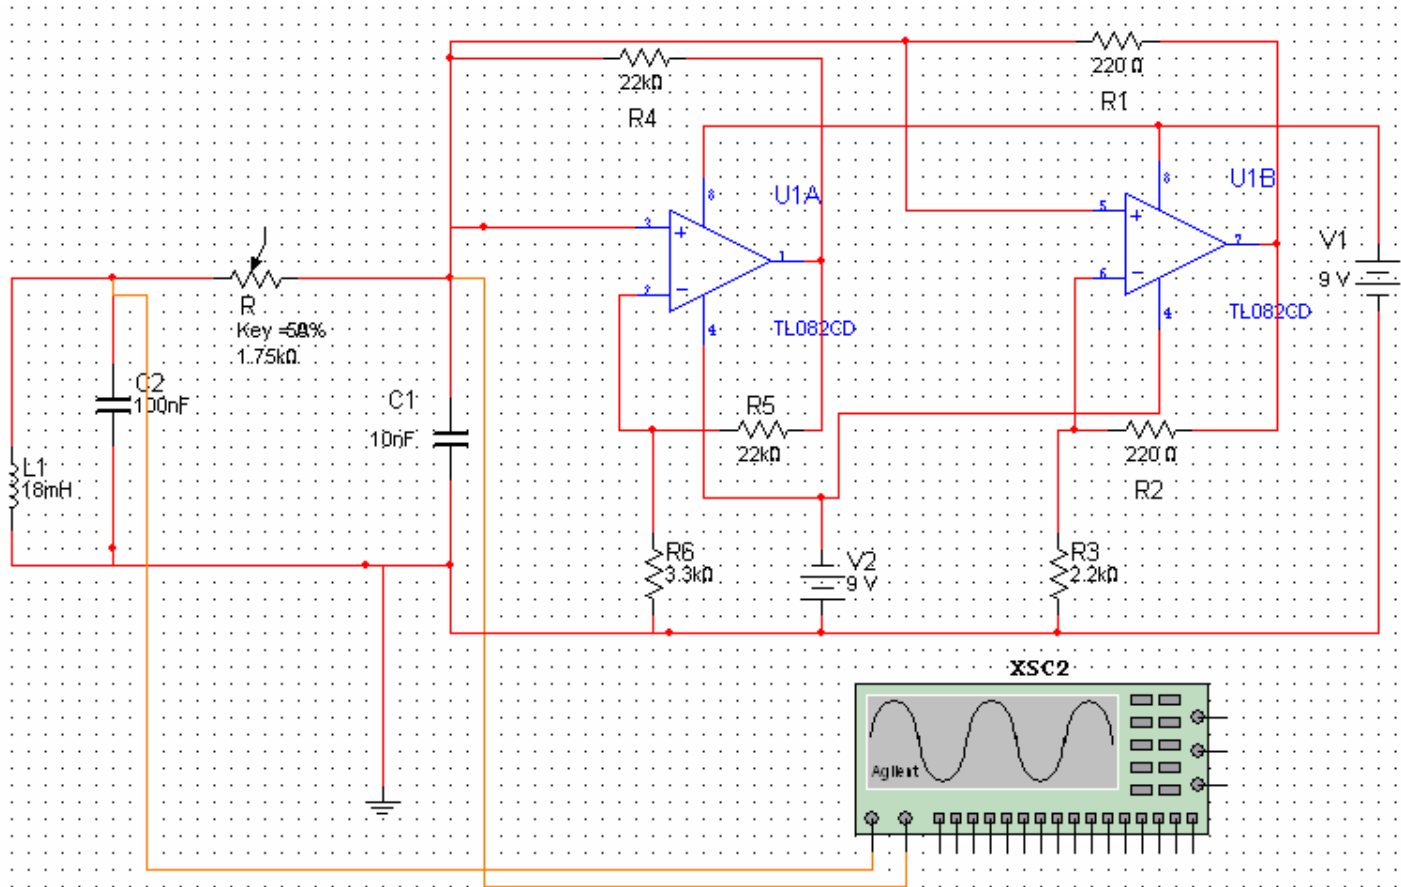 22kΩ
R4
220 Ω
R1
8
U1A
3
1
2
4
TL082CD
8
U1B
5
7
6
4
TL082CD
V1
9 V
R
1.75kΩ
C2
100nF
C1
10nF
L1
18mH
R5
22kΩ
220 Ω
R2
R6
3.3kΩ
V2
9 V
R3
2.2kΩ
XSC2
Agilent
Key =